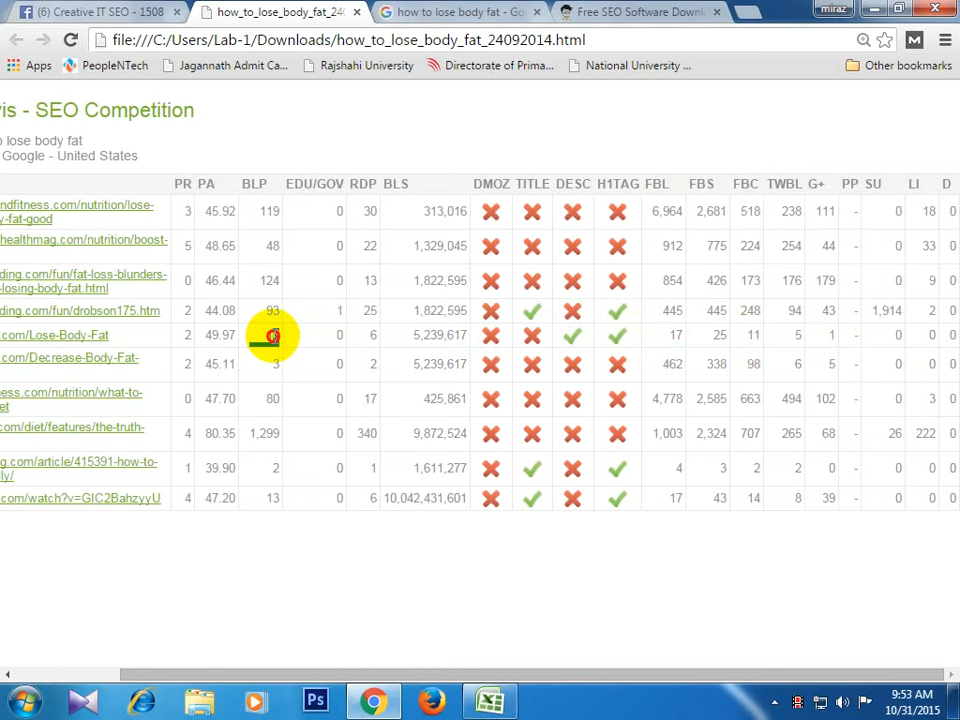 (6) Creative IT SEO - 1508
how_to_lose_body_fat_240
how to lose body fat - Go
Free SEO Software Downl
miraz
file:///C:/Users/Lab-1/Downloads/how_to_lose_body_fat_24092014.html
Apps PeopleNTech Jagannath Admit Ca... Rajshahi University Directorate of Prima... National University ... Other bookmarks
vis - SEO Competition
o lose body fat
Google - United States
PR PA BLP EDU/GOV RDP BLS DMOZ TITLE DESC H1TAG FBL FBS FBC TWBL G+ PP SU LI D
ndfitness.com/nutrition/lose-
y-fat-good
3 45.92 119 0 30 313,016 6,964 2,681 518 238 111 - 0 18 0
healthmag.com/nutrition/boost-
5 48.65 48 0 22 1,329,045 912 775 224 254 44 - 0 33 0
ding.com/fun/fat-loss-blunders-
-losing-body-fat.html
0 46.44 124 0 13 1,822,595 854 426 173 176 179 - 0 9 0
ding.com/fun/drobson175.htm 2 44.08 93 1 25 1,822,595 445 445 248 94 43 - 1,914 2 0
.com/Lose-Body-Fat 2 49.97 0 6 5,239,617 17 25 11 5 4 - 0 1 0
.com/Decrease-Body-Fat-
2 45.11 3 0 2 5,239,617 462 338 98 6 5 - 0 0 0
ess.com/nutrition/what-to-
et
0 47.70 80 0 17 425,861 4,778 2,585 663 494 102 - 0 3 0
com/diet/features/the-truth-
4 80.35 1,299 0 340 9,872,524 1,003 2,324 707 265 68 - 26 222 0
g.com/article/415391-how-to-
ly/
1 39.90 2 0 1 1,611,277 4 3 2 2 0 - 0 0 0
.com/watch?v=GIC2BahzyyU 4 47.20 13 0 6 10,042,431,601 17 43 14 8 39 - 0 0 0
Ps
9:53 AM
10/31/2015